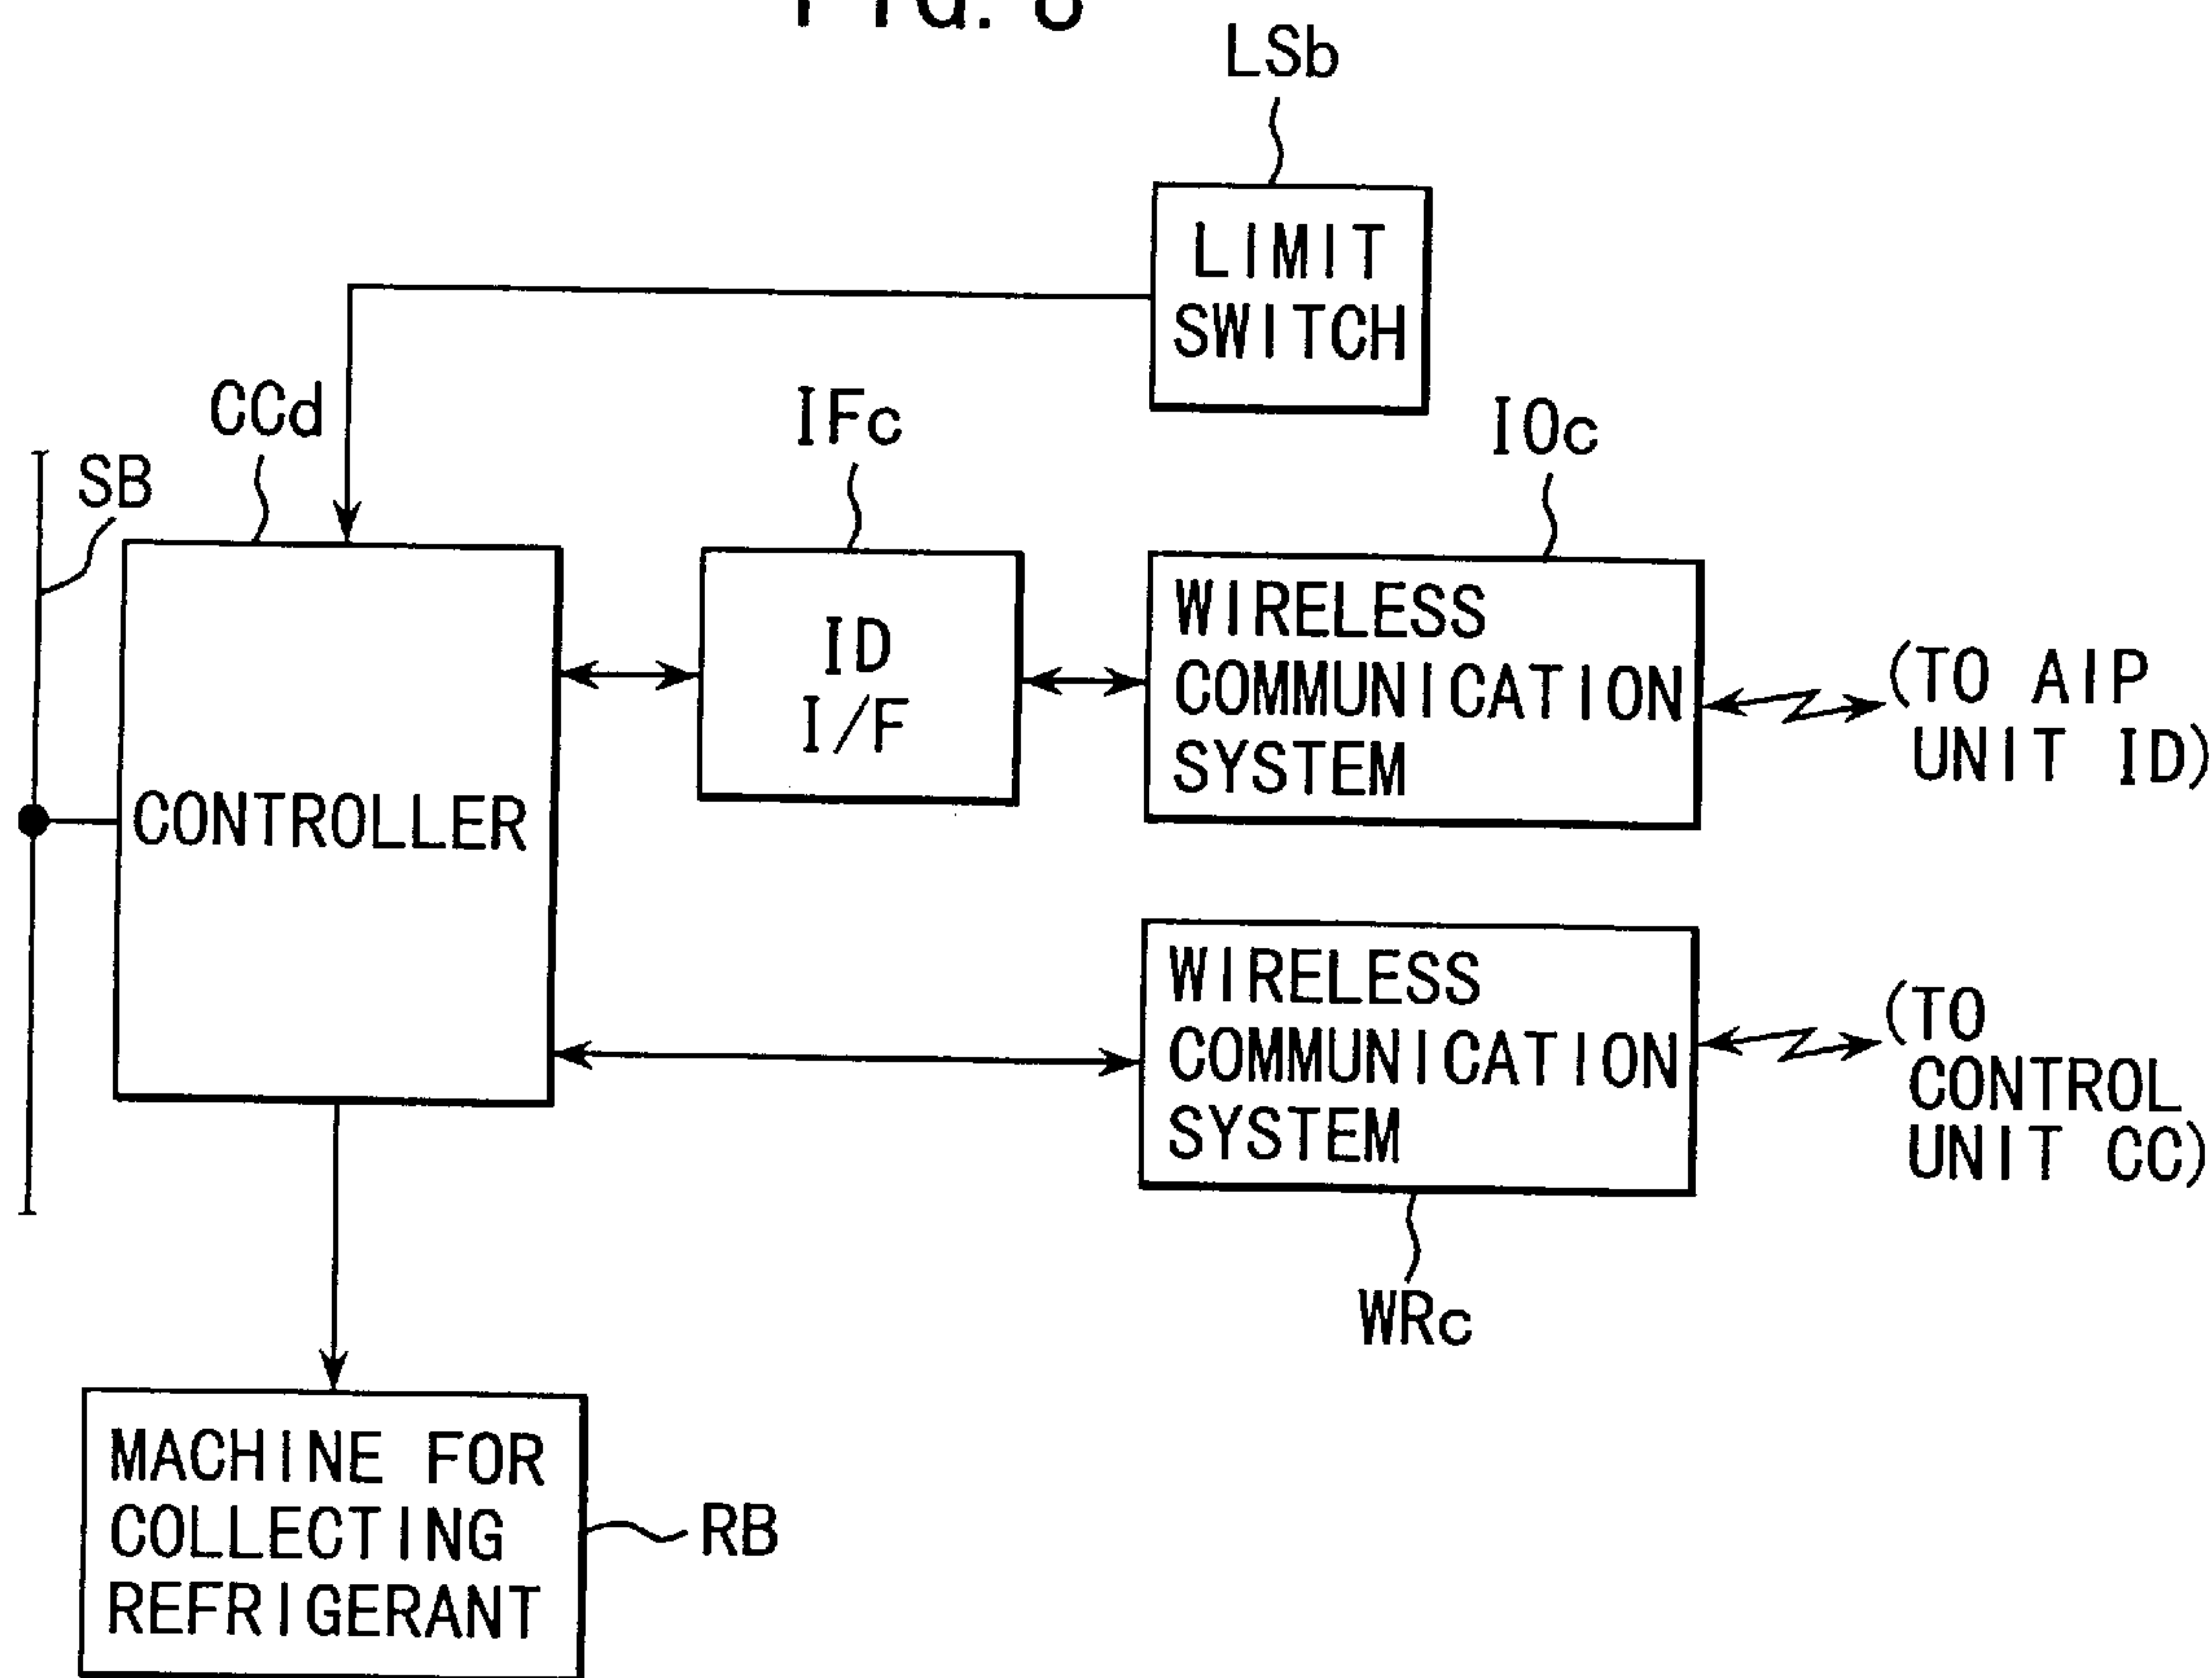 LSb
LIMIT
SWITCH
CCd
IFc
IOc
SB
CONTROLLER
ID
I/F
WIRELESS
COMMUNICATION
SYSTEM
(TO AIP
UNIT ID)
WIRELESS
COMMUNICATION
SYSTEM
(TO
CONTROL
UNIT CC)
WRc
MACHINE FOR
COLLECTING
REFRIGERANT
RB